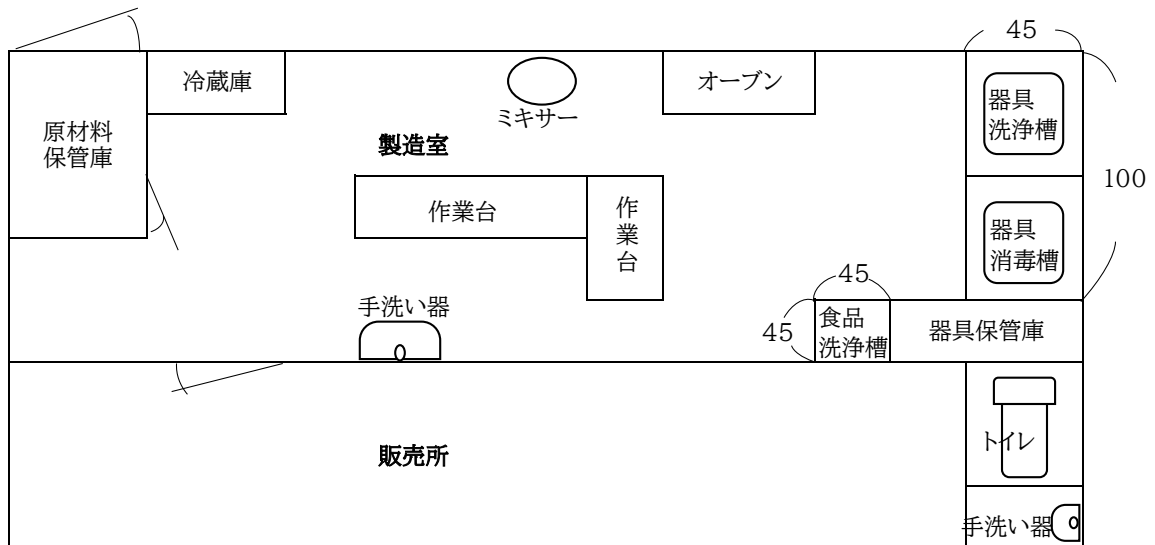 45
冷蔵庫
オーブン
器具
洗浄槽
ミキサー
原材料
保管庫
製造室
100
作業台
作業台
器具
消毒槽
45
手洗い器
45
食品
洗浄槽
器具保管庫
トイレ
販売所
手洗い器